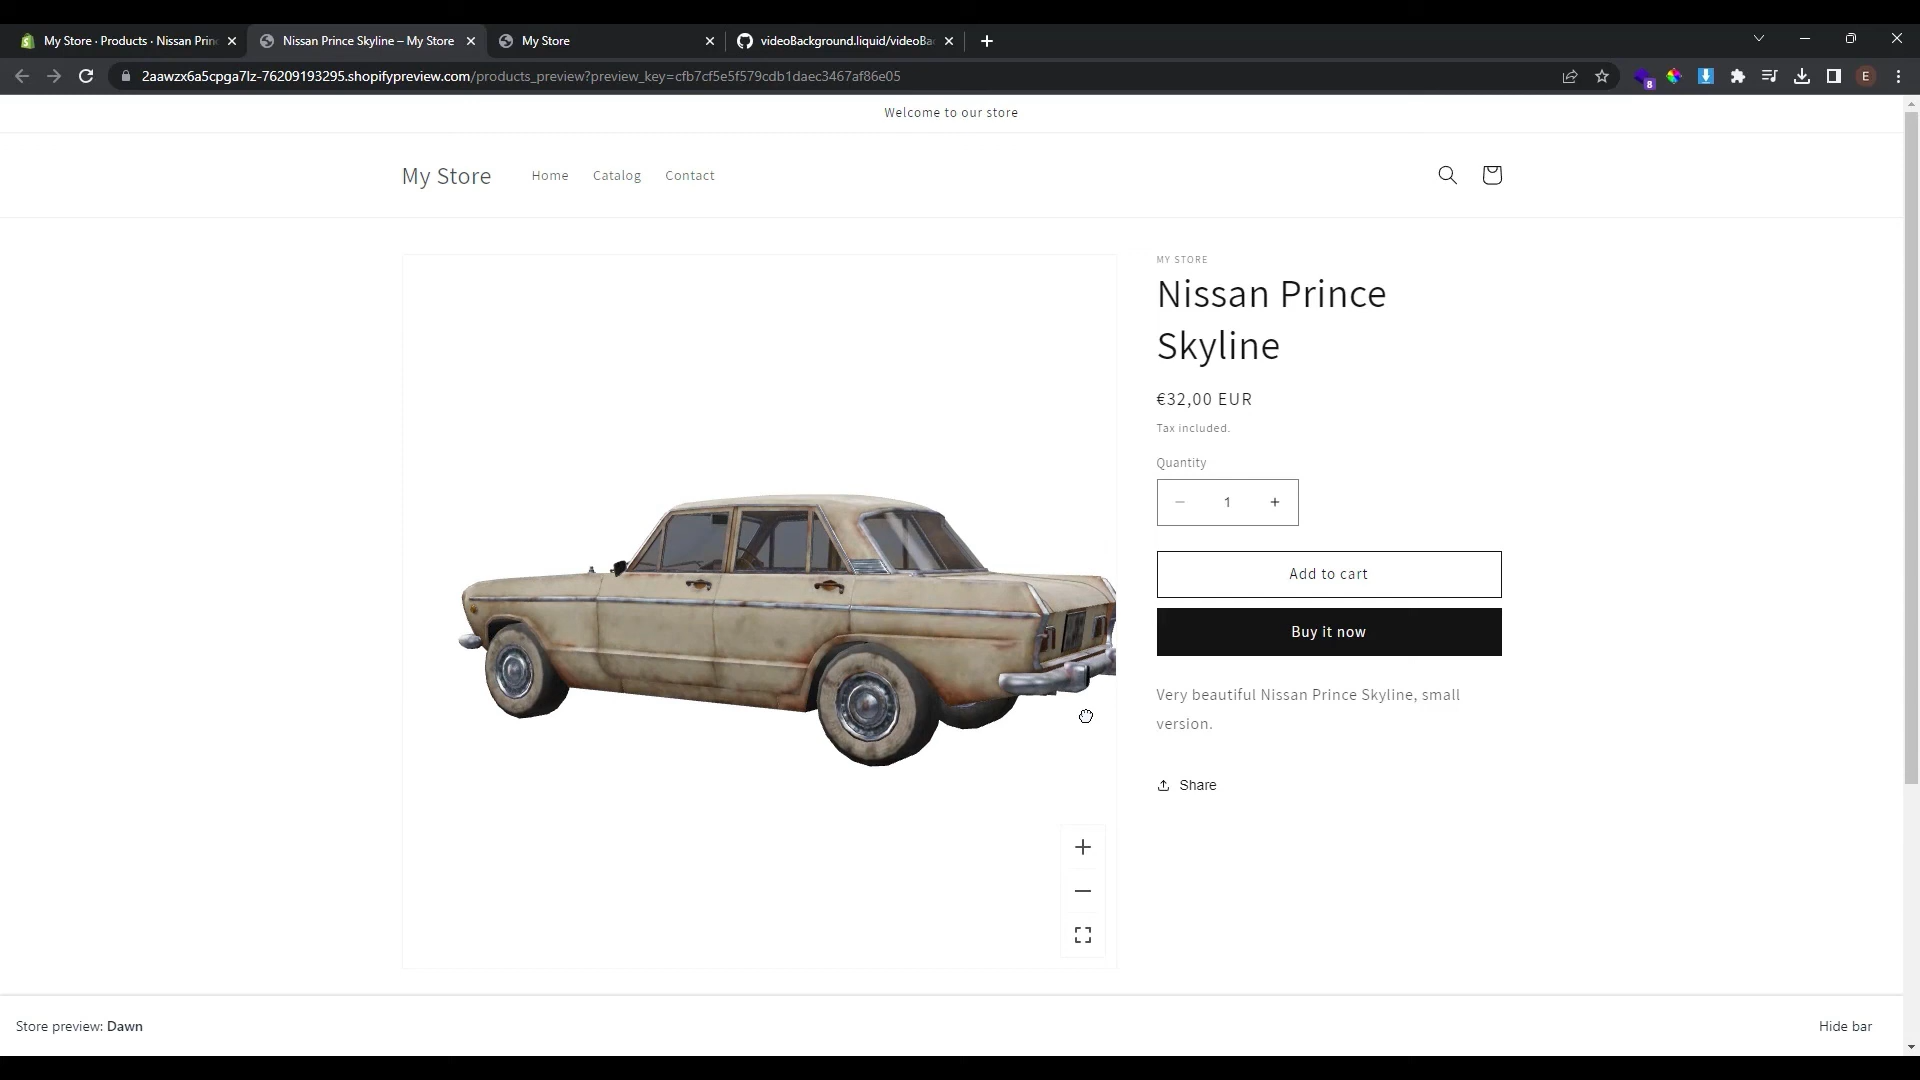 My Store · Products · Nissan Prin
Nissan Prince Skyline – My Store
My Store
videoBackground.liquid/videoBa
2aawzx6a5cpga7lz-76209193295.shopifypreview.com/products_preview?preview_key=cfb7cf5e5f579cdb1daec3467af86e05
8
E
Welcome to our store
My Store
Home
Catalog
Contact
MY STORE
Nissan Prince
Skyline
€32,00 EUR
Tax included.
Quantity
− 1 +
Add to cart
Buy it now
Very beautiful Nissan Prince Skyline, small
version.
Share
Store preview: Dawn
Hide bar